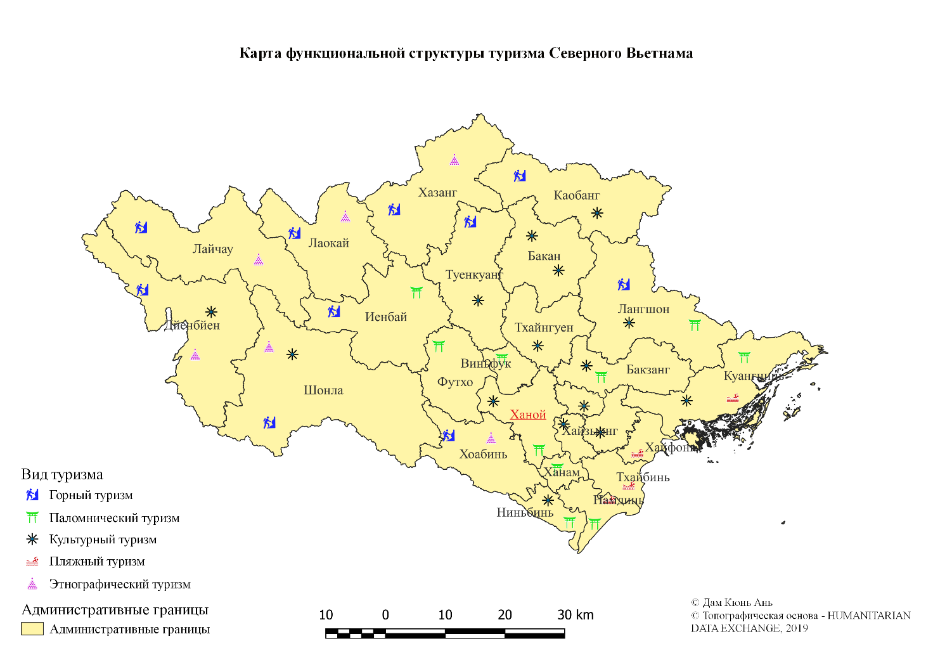 Карта функциональной структуры туризма Северного Вьетнама
Хазанг
Каобанг
Лаокай
Лайчау
Бакан
Туенкуанг
Лангшон
Иенбай
Дйенбйен
Тхайнгуен
Виньфук
Бакзанг
Куангнинь
Футхо
Шонла
Ханой
Хайзыонг
Хайфонг
Хоабинь
Ханам
Тхайбинь
Намдинь
Ниньбинь
Вид туризма
Горный туризм
Паломнический туризм
Культурный туризм
Пляжный туризм
Этнографический туризм
Административные границы
Административные границы
10 0 10 20 30 km
© Дам Кюнь Ань
© Топографическая основа - HUMANITARIAN
DATA EXCHANGE, 2019